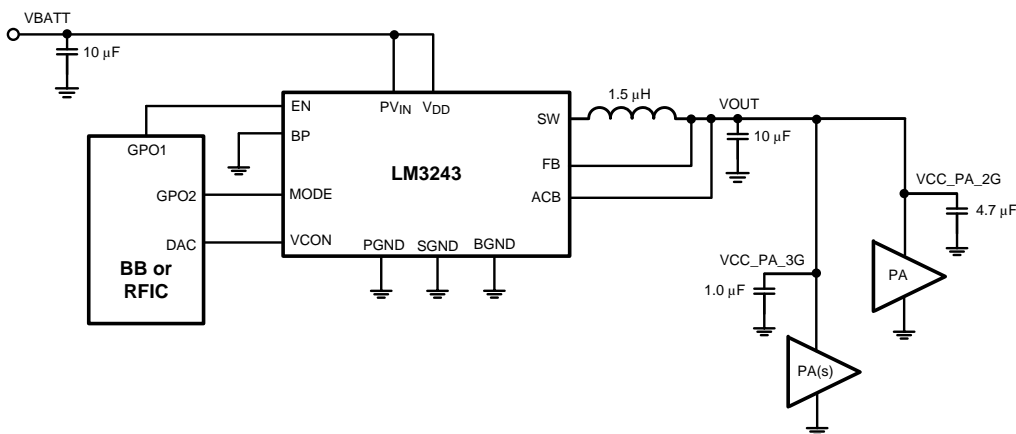 VBATT
10 μF
EN
PVIN
VDD
BP
GPO1
LM3243
SW
1.5 μH
VOUT
10 μF
FB
ACB
GPO2
MODE
DAC
VCON
PGND
SGND
BGND
BB or
RFIC
VCC_PA_2G
4.7 μF
PA
VCC_PA_3G
1.0 μF
PA(s)